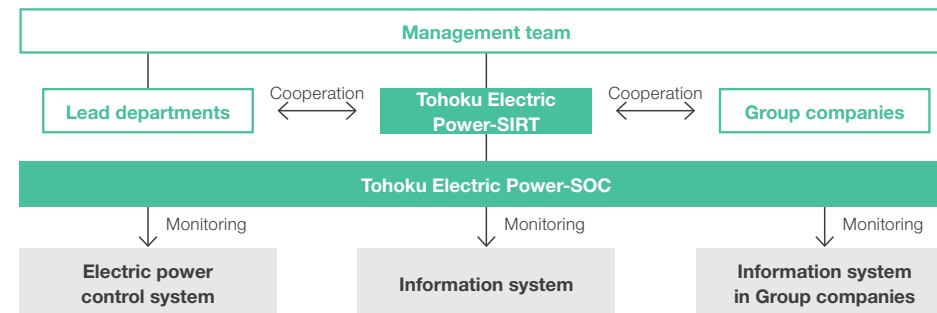 Management team
Cooperation
Cooperation
Lead departments
Tohoku Electric
Power-SIRT
Group companies
Tohoku Electric Power-SOC
Monitoring
Monitoring
Monitoring
Electric power
control system
Information system
Information system
in Group companies